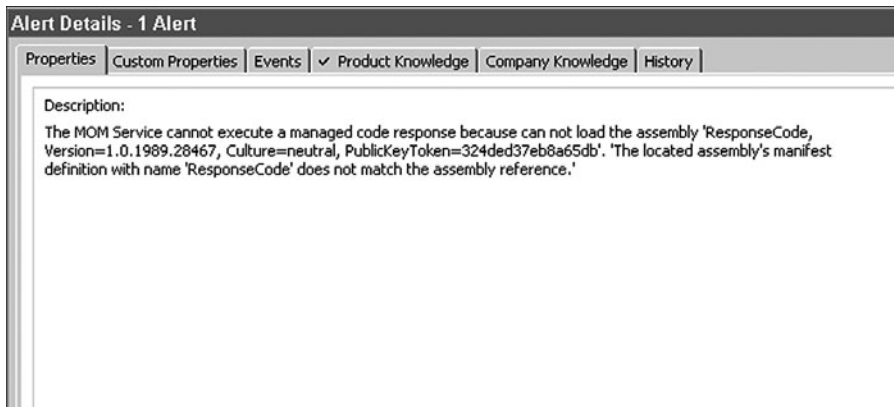 Alert Details - 1 Alert
Properties Custom Properties Events ✓ Product Knowledge Company Knowledge History
Description:
The MOM Service cannot execute a managed code response because can not load the assembly 'ResponseCode,
Version=1.0.1989.28467, Culture=neutral, PublicKeyToken=324ded37eb8a65db'. 'The located assembly's manifest
definition with name 'ResponseCode' does not match the assembly reference.'